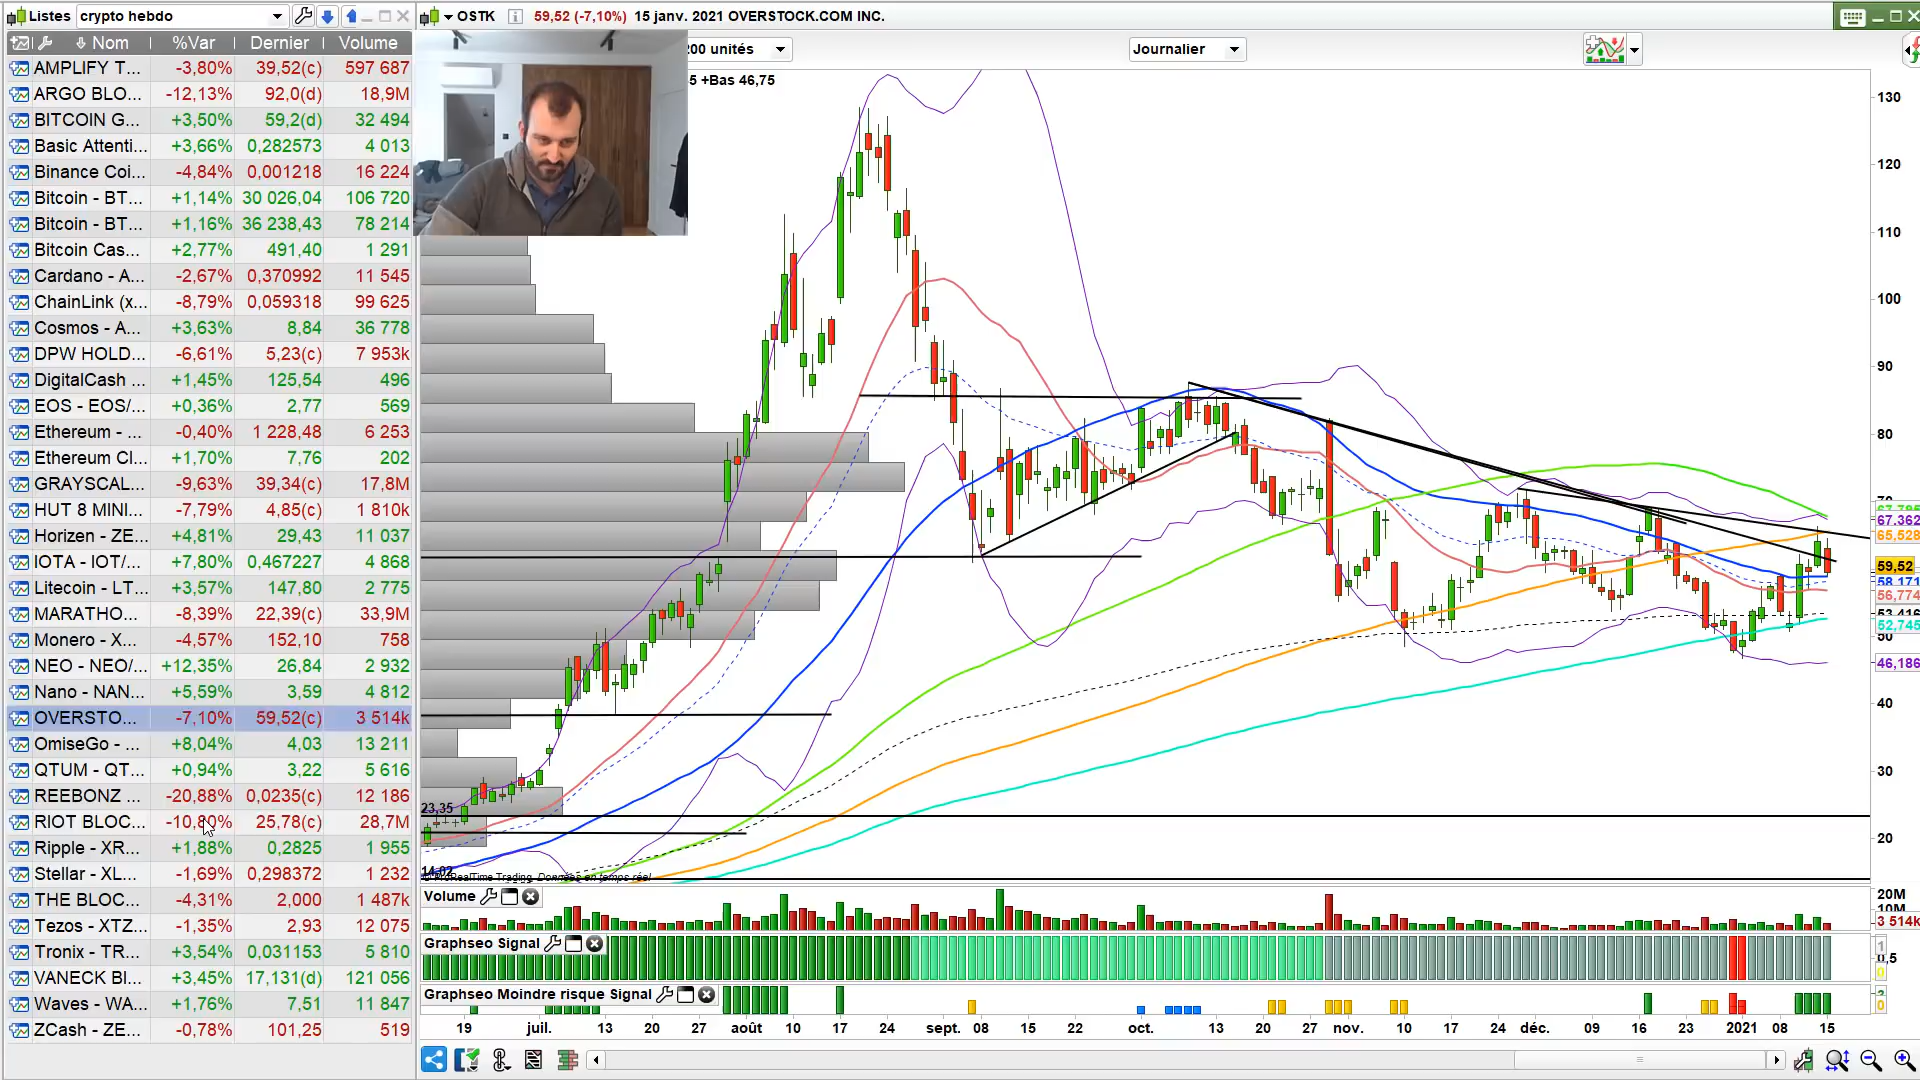 Listes crypto hebdo
OSTK 59,52 (-7,10%) 15 janv. 2021 OVERSTOCK.COM INC.
Nom %Var Dernier Volume
200 unités Journalier
+Bas 46,75
AMPLIFY T... -3,80% 39,52(c) 597 687
ARGO BLO... -12,13% 92,0(d) 18,9M
BITCOIN G... +3,50% 59,2(d) 32 494
Basic Attenti... +3,66% 0,282573 4 013
Binance Coi... -4,84% 0,001218 16 224
Bitcoin - BT... +1,14% 30 026,04 106 720
Bitcoin - BT... +1,16% 36 238,43 78 214
Bitcoin Cas... +2,77% 491,40 1 291
Cardano - A... -2,67% 0,370992 11 545
ChainLink (x... -8,79% 0,059318 99 625
Cosmos - A... +3,63% 8,84 36 778
DPW HOLD... -6,61% 5,23(c) 7 953k
DigitalCash ... +1,45% 125,54 496
EOS - EOS/... +0,36% 2,77 569
Ethereum - ... -0,40% 1 228,48 6 253
Ethereum Cl... +1,70% 7,76 202
GRAYSCAL... -9,63% 39,34(c) 17,8M
HUT 8 MINI... -7,79% 4,85(c) 1 810k
Horizen - ZE... +4,81% 29,43 11 037
IOTA - IOT/... +7,80% 0,467227 4 868
Litecoin - LT... +3,57% 147,80 2 775
MARATHO... -8,39% 22,39(c) 33,9M
Monero - X... -4,57% 152,10 758
NEO - NEO/... +12,35% 26,84 2 932
Nano - NAN... +5,59% 3,59 4 812
OVERSTO... -7,10% 59,52(c) 3 514k
OmiseGo - ... +8,04% 4,03 13 211
QTUM - QT... +0,94% 3,22 5 616
REEBONZ ... -20,88% 0,0235(c) 12 186
RIOT BLOC... -10,80% 25,78(c) 28,7M
Ripple - XR... +1,88% 0,2825 1 955
Stellar - XL... -1,69% 0,298372 1 232
THE BLOC... -4,31% 2,000 1 487k
Tezos - XTZ... -1,35% 2,93 12 075
Tronix - TR... +3,54% 0,031153 5 810
VANECK BI... +3,45% 17,131(d) 121 056
Waves - WA... +1,76% 7,51 11 847
ZCash - ZE... -0,78% 101,25 519
130
120
110
100
90
80
67,362
65,528
59,52
58,171
56,774
53,416
52,745
50
46,186
40
30
20
23,35
14,02
ProRealTime Trading. Données en temps réel
Volume
20M
10M
3 514k
Graphseo Signal
1
0,5
0
Graphseo Moindre risque Signal
2
0
19 juil. 13 20 27 août 10 17 24 sept. 08 15 22 oct. 13 20 27 nov. 10 17 24 déc. 09 16 23 2021 08 15